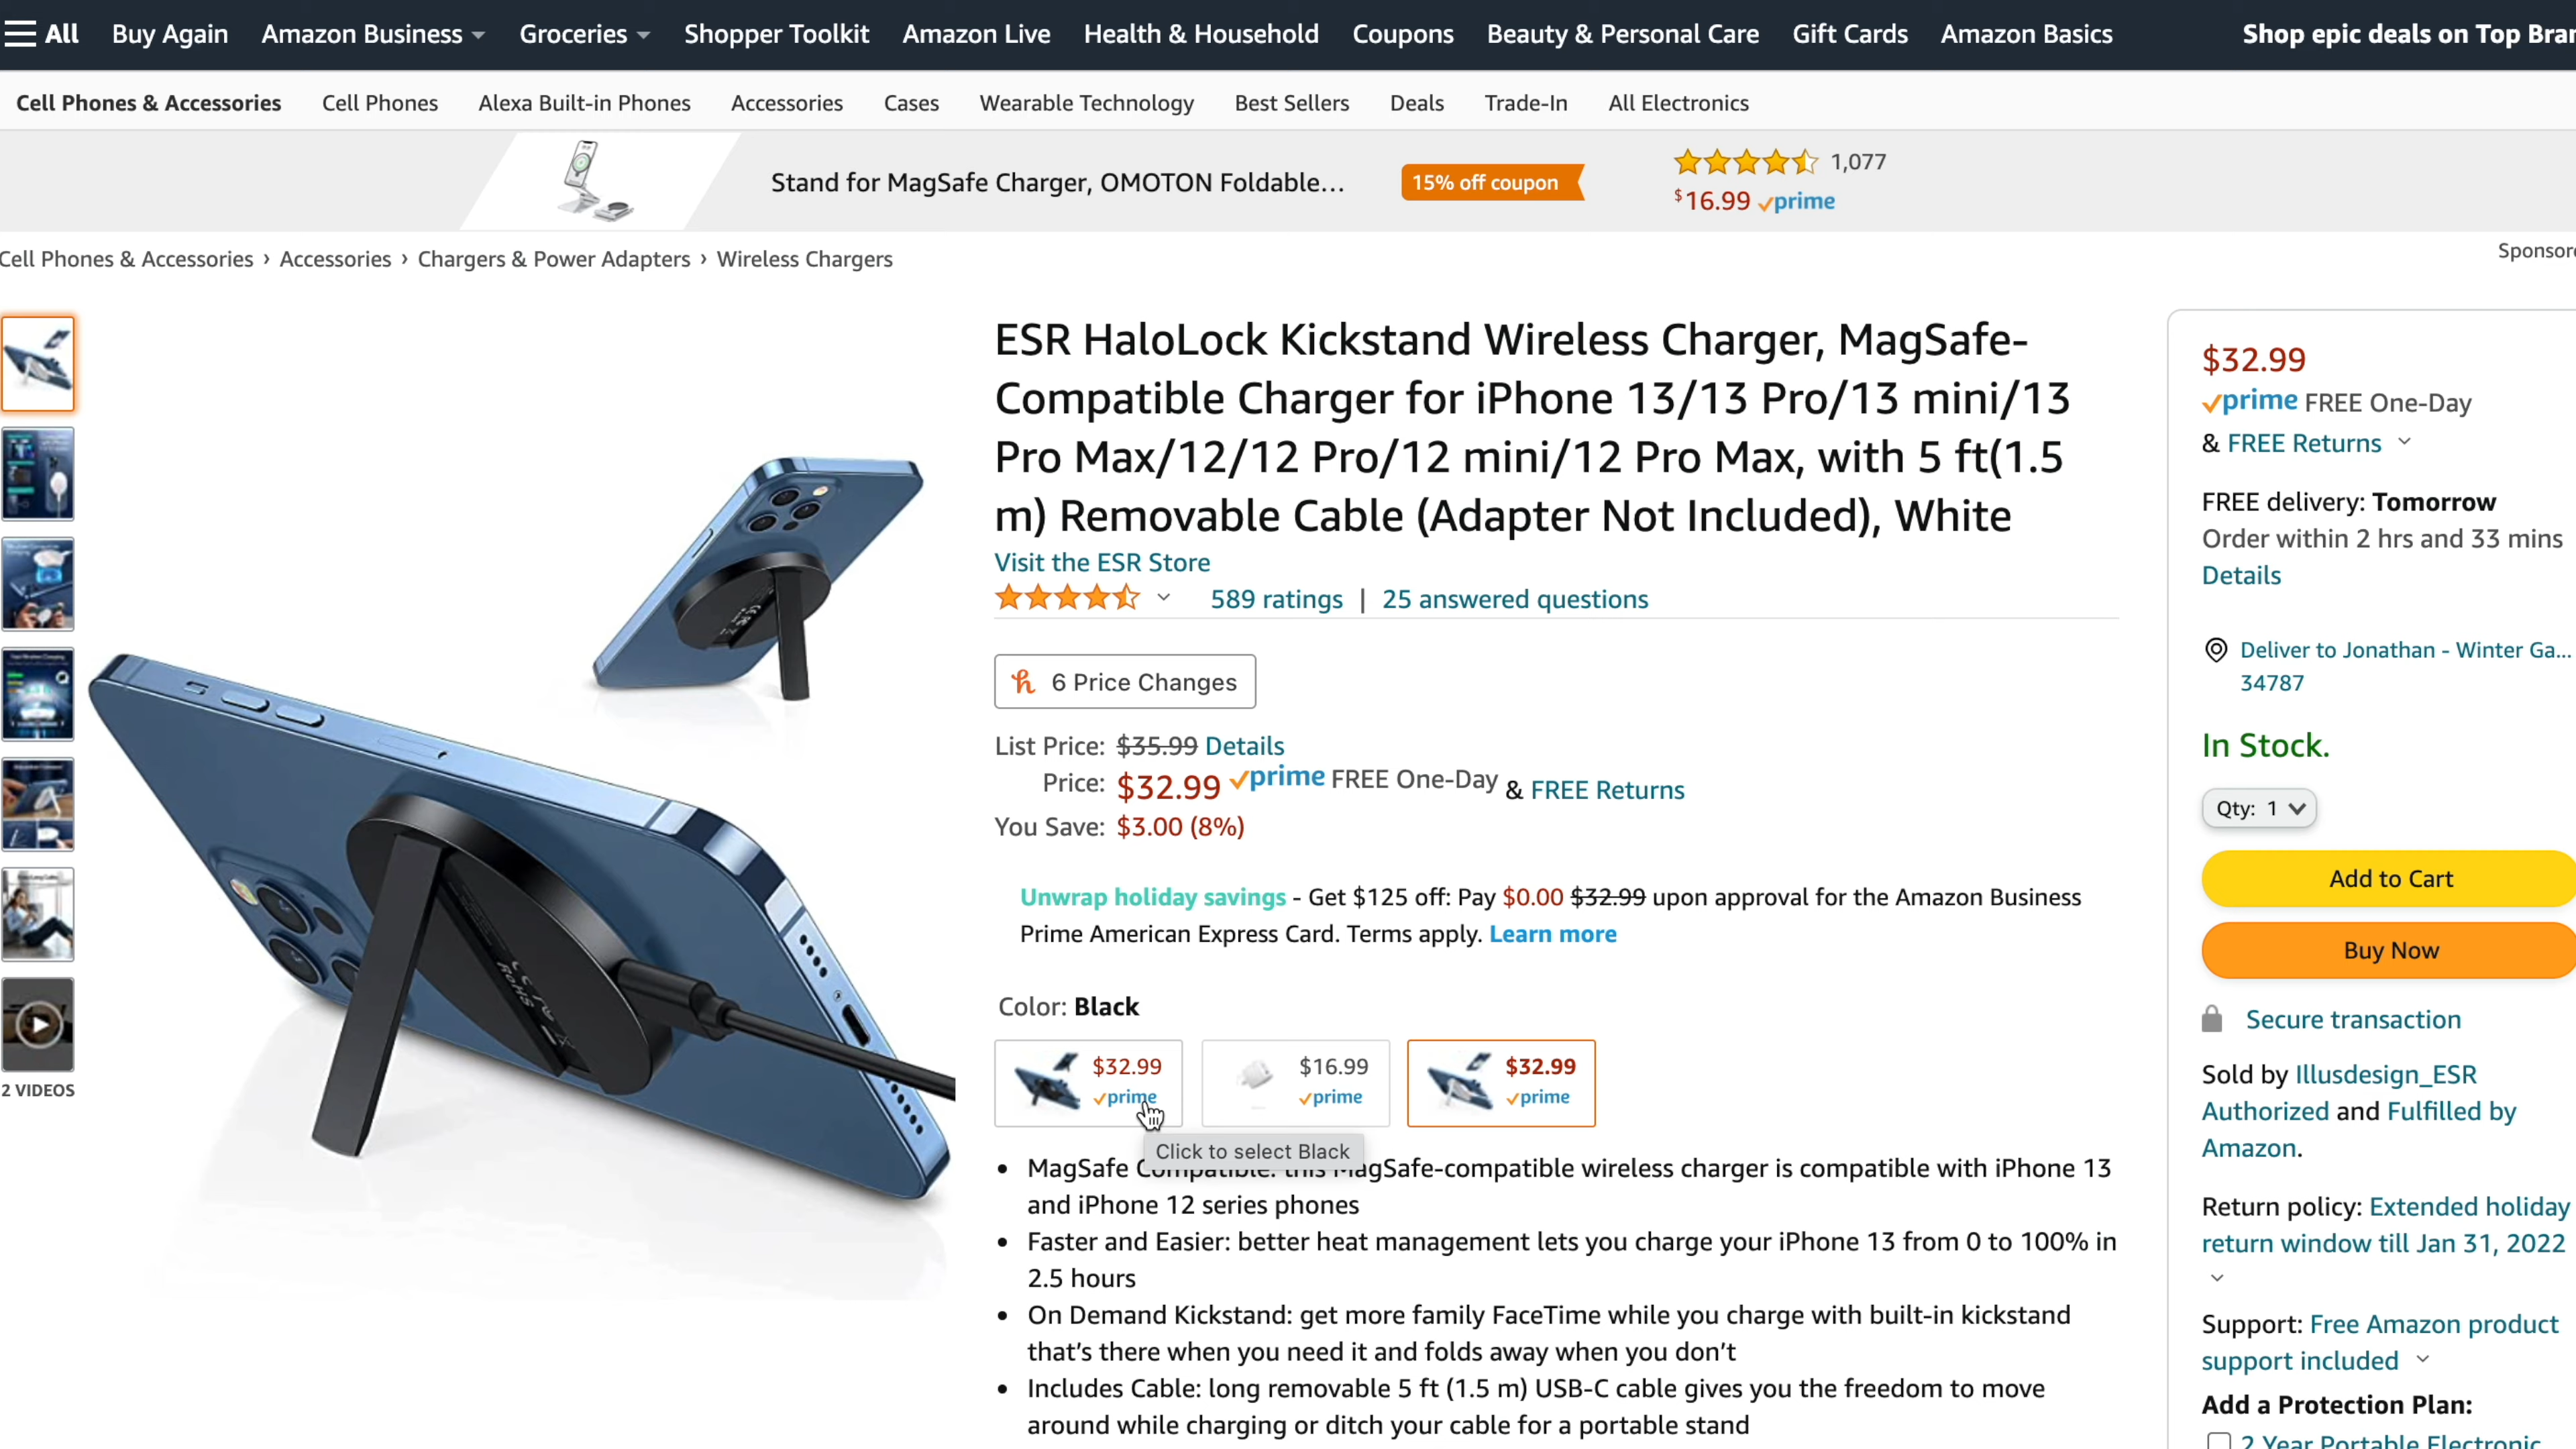 All Buy Again Amazon Business Groceries Shopper Toolkit Amazon Live Health & Household Coupons Beauty & Personal Care Gift Cards Amazon Basics Shop epic deals on Top
Cell Phones & Accessories Cell Phones Alexa Built-in Phones Accessories Cases Wearable Technology Best Sellers Deals Trade-In All Electronics
Stand for MagSafe Charger, OMOTON Foldable... 15% off coupon 1,077
$16.99 prime
Cell Phones & Accessories › Accessories › Chargers & Power Adapters › Wireless Chargers
ESR HaloLock Kickstand Wireless Charger, MagSafe-
Compatible Charger for iPhone 13/13 Pro/13 mini/13
Pro Max/12/12 Pro/12 mini/12 Pro Max, with 5 ft(1.5
m) Removable Cable (Adapter Not Included), White
Visit the ESR Store
589 ratings | 25 answered questions
6 Price Changes
List Price: $35.99 Details
Price: $32.99 prime FREE One-Day & FREE Returns
You Save: $3.00 (8%)
Unwrap holiday savings - Get $125 off: Pay $0.00 $32.99 upon approval for the Amazon Business
Prime American Express Card. Terms apply. Learn more
Color: Black
$32.99 $16.99 $32.99
prime prime prime
Click to select Black
• MagSafe Compatible: this MagSafe-compatible wireless charger is compatible with iPhone 13
and iPhone 12 series phones
• Faster and Easier: better heat management lets you charge your iPhone 13 from 0 to 100% in
2.5 hours
• On Demand Kickstand: get more family FaceTime while you charge with built-in kickstand
that's there when you need it and folds away when you don't
• Includes Cable: long removable 5 ft (1.5 m) USB-C cable gives you the freedom to move
around while charging or ditch your cable for a portable stand
2 VIDEOS
RoHS
$32.99
prime FREE One-Day
& FREE Returns
FREE delivery: Tomorrow
Order within 2 hrs and 33 mins
Details
Deliver to Jonathan - Winter Ga...
34787
In Stock.
Qty: 1
Add to Cart
Buy Now
Secure transaction
Sold by Illusdesign_ESR
Authorized and Fulfilled by
Amazon.
Return policy: Extended holiday
return window till Jan 31, 2022
Support: Free Amazon product
support included
Add a Protection Plan:
2 Year Portable Electronic